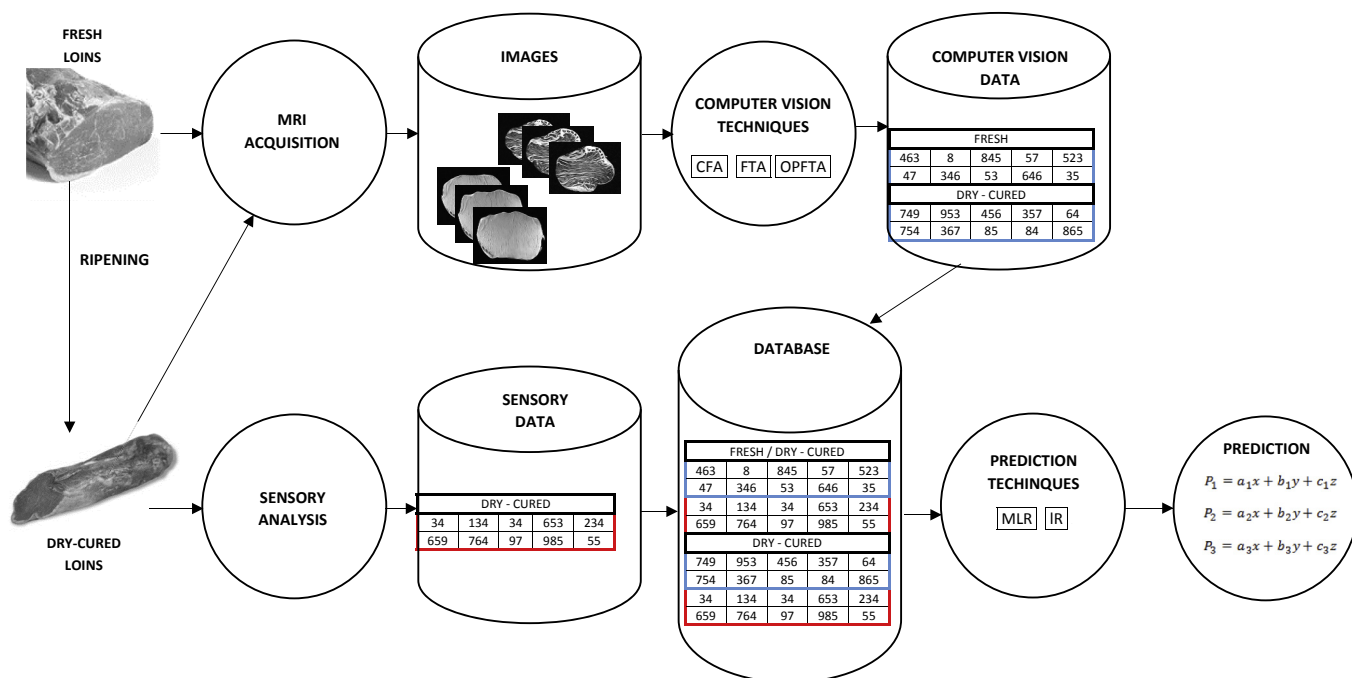 FRESH
LOINS
MRI
ACQUISITION
IMAGES
COMPUTER VISION
TECHNIQUES
CFA FTA OPFTA
COMPUTER VISION
DATA
FRESH
463 8 845 57 523
47 346 53 646 35
DRY - CURED
749 953 456 357 64
754 367 85 84 865
RIPENING
DRY-CURED
LOINS
SENSORY
ANALYSIS
SENSORY
DATA
DRY - CURED
34 134 34 653 234
659 764 97 985 55
DATABASE
FRESH / DRY - CURED
463 8 845 57 523
47 346 53 646 35
34 134 34 653 234
659 764 97 985 55
DRY - CURED
749 953 456 357 64
754 367 85 84 865
34 134 34 653 234
659 764 97 985 55
PREDICTION
TECHINQUES
MLR IR
PREDICTION
P₁ = a₁x + b₁y + c₁z
P₂ = a₂x + b₂y + c₂z
P₃ = a₃x + b₃y + c₃z